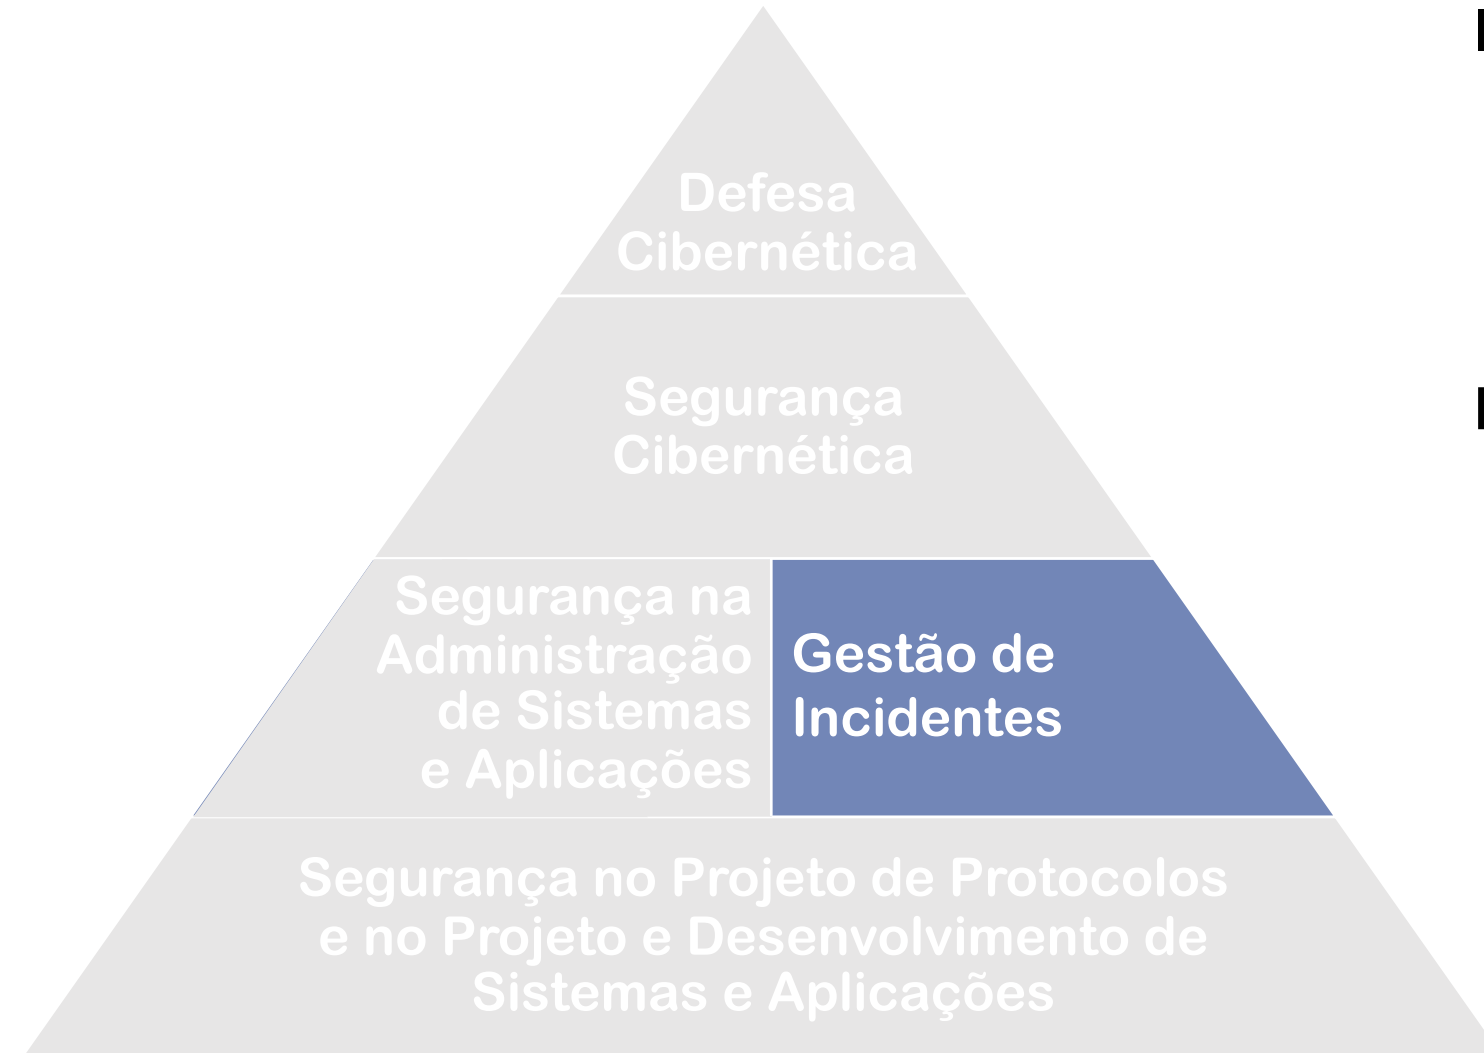 Defesa
Cibernética
Segurança
Cibernética
Segurança na
Administração
de Sistemas
e Aplicações
Gestão de
Incidentes
Segurança no Projeto de Protocolos
e no Projeto e Desenvolvimento de
Sistemas e Aplicações